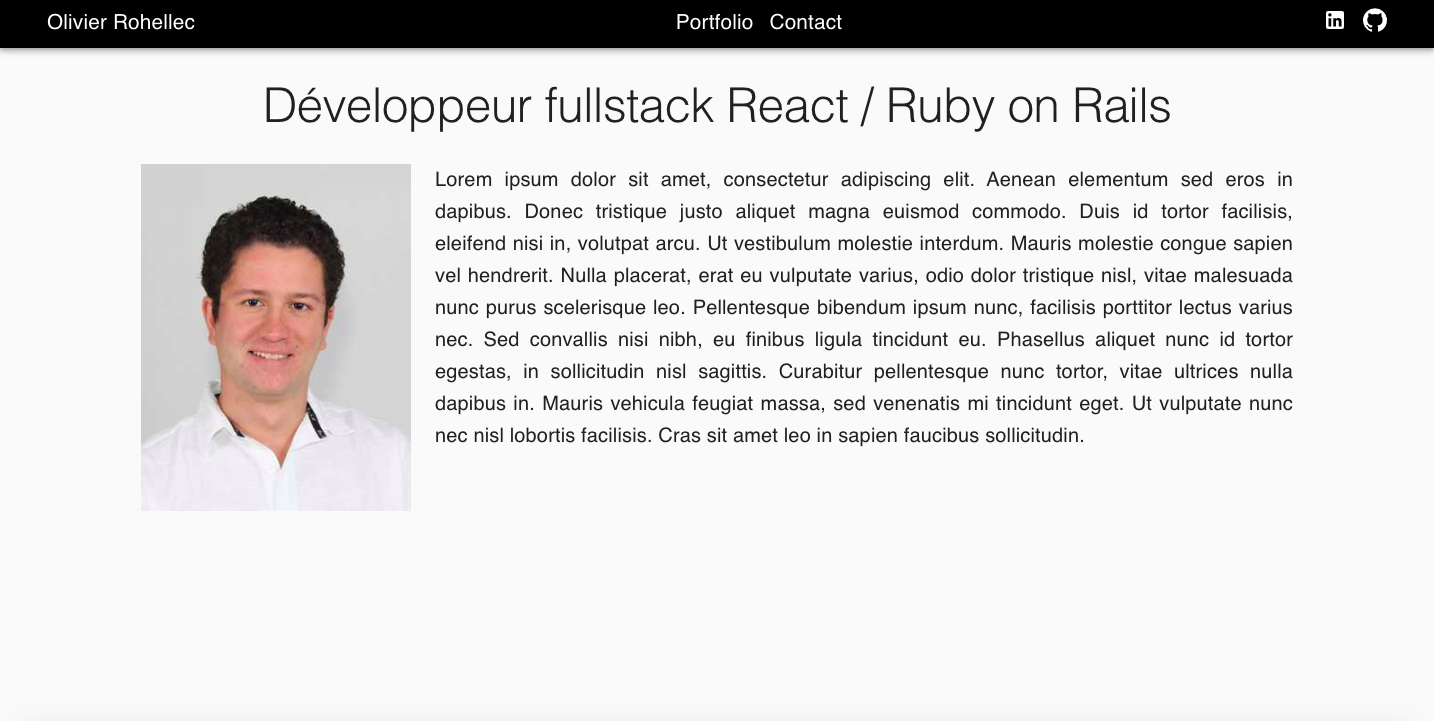 Olivier Rohellec
Portfolio Contact
in
Développeur fullstack React / Ruby on Rails
Lorem ipsum dolor sit amet, consectetur adipiscing elit. Aenean elementum sed eros in
dapibus. Donec tristique justo aliquet magna euismod commodo. Duis id tortor facilisis,
eleifend nisi in, volutpat arcu. Ut vestibulum molestie interdum. Mauris molestie congue sapien
vel hendrerit. Nulla placerat, erat eu vulputate varius, odio dolor tristique nisl, vitae malesuada
nunc purus scelerisque leo. Pellentesque bibendum ipsum nunc, facilisis porttitor lectus varius
nec. Sed convallis nisi nibh, eu finibus ligula tincidunt eu. Phasellus aliquet nunc id tortor
egestas, in sollicitudin nisl sagittis. Curabitur pellentesque nunc tortor, vitae ultrices nulla
dapibus in. Mauris vehicula feugiat massa, sed venenatis mi tincidunt eget. Ut vulputate nunc
nec nisl lobortis facilisis. Cras sit amet leo in sapien faucibus sollicitudin.